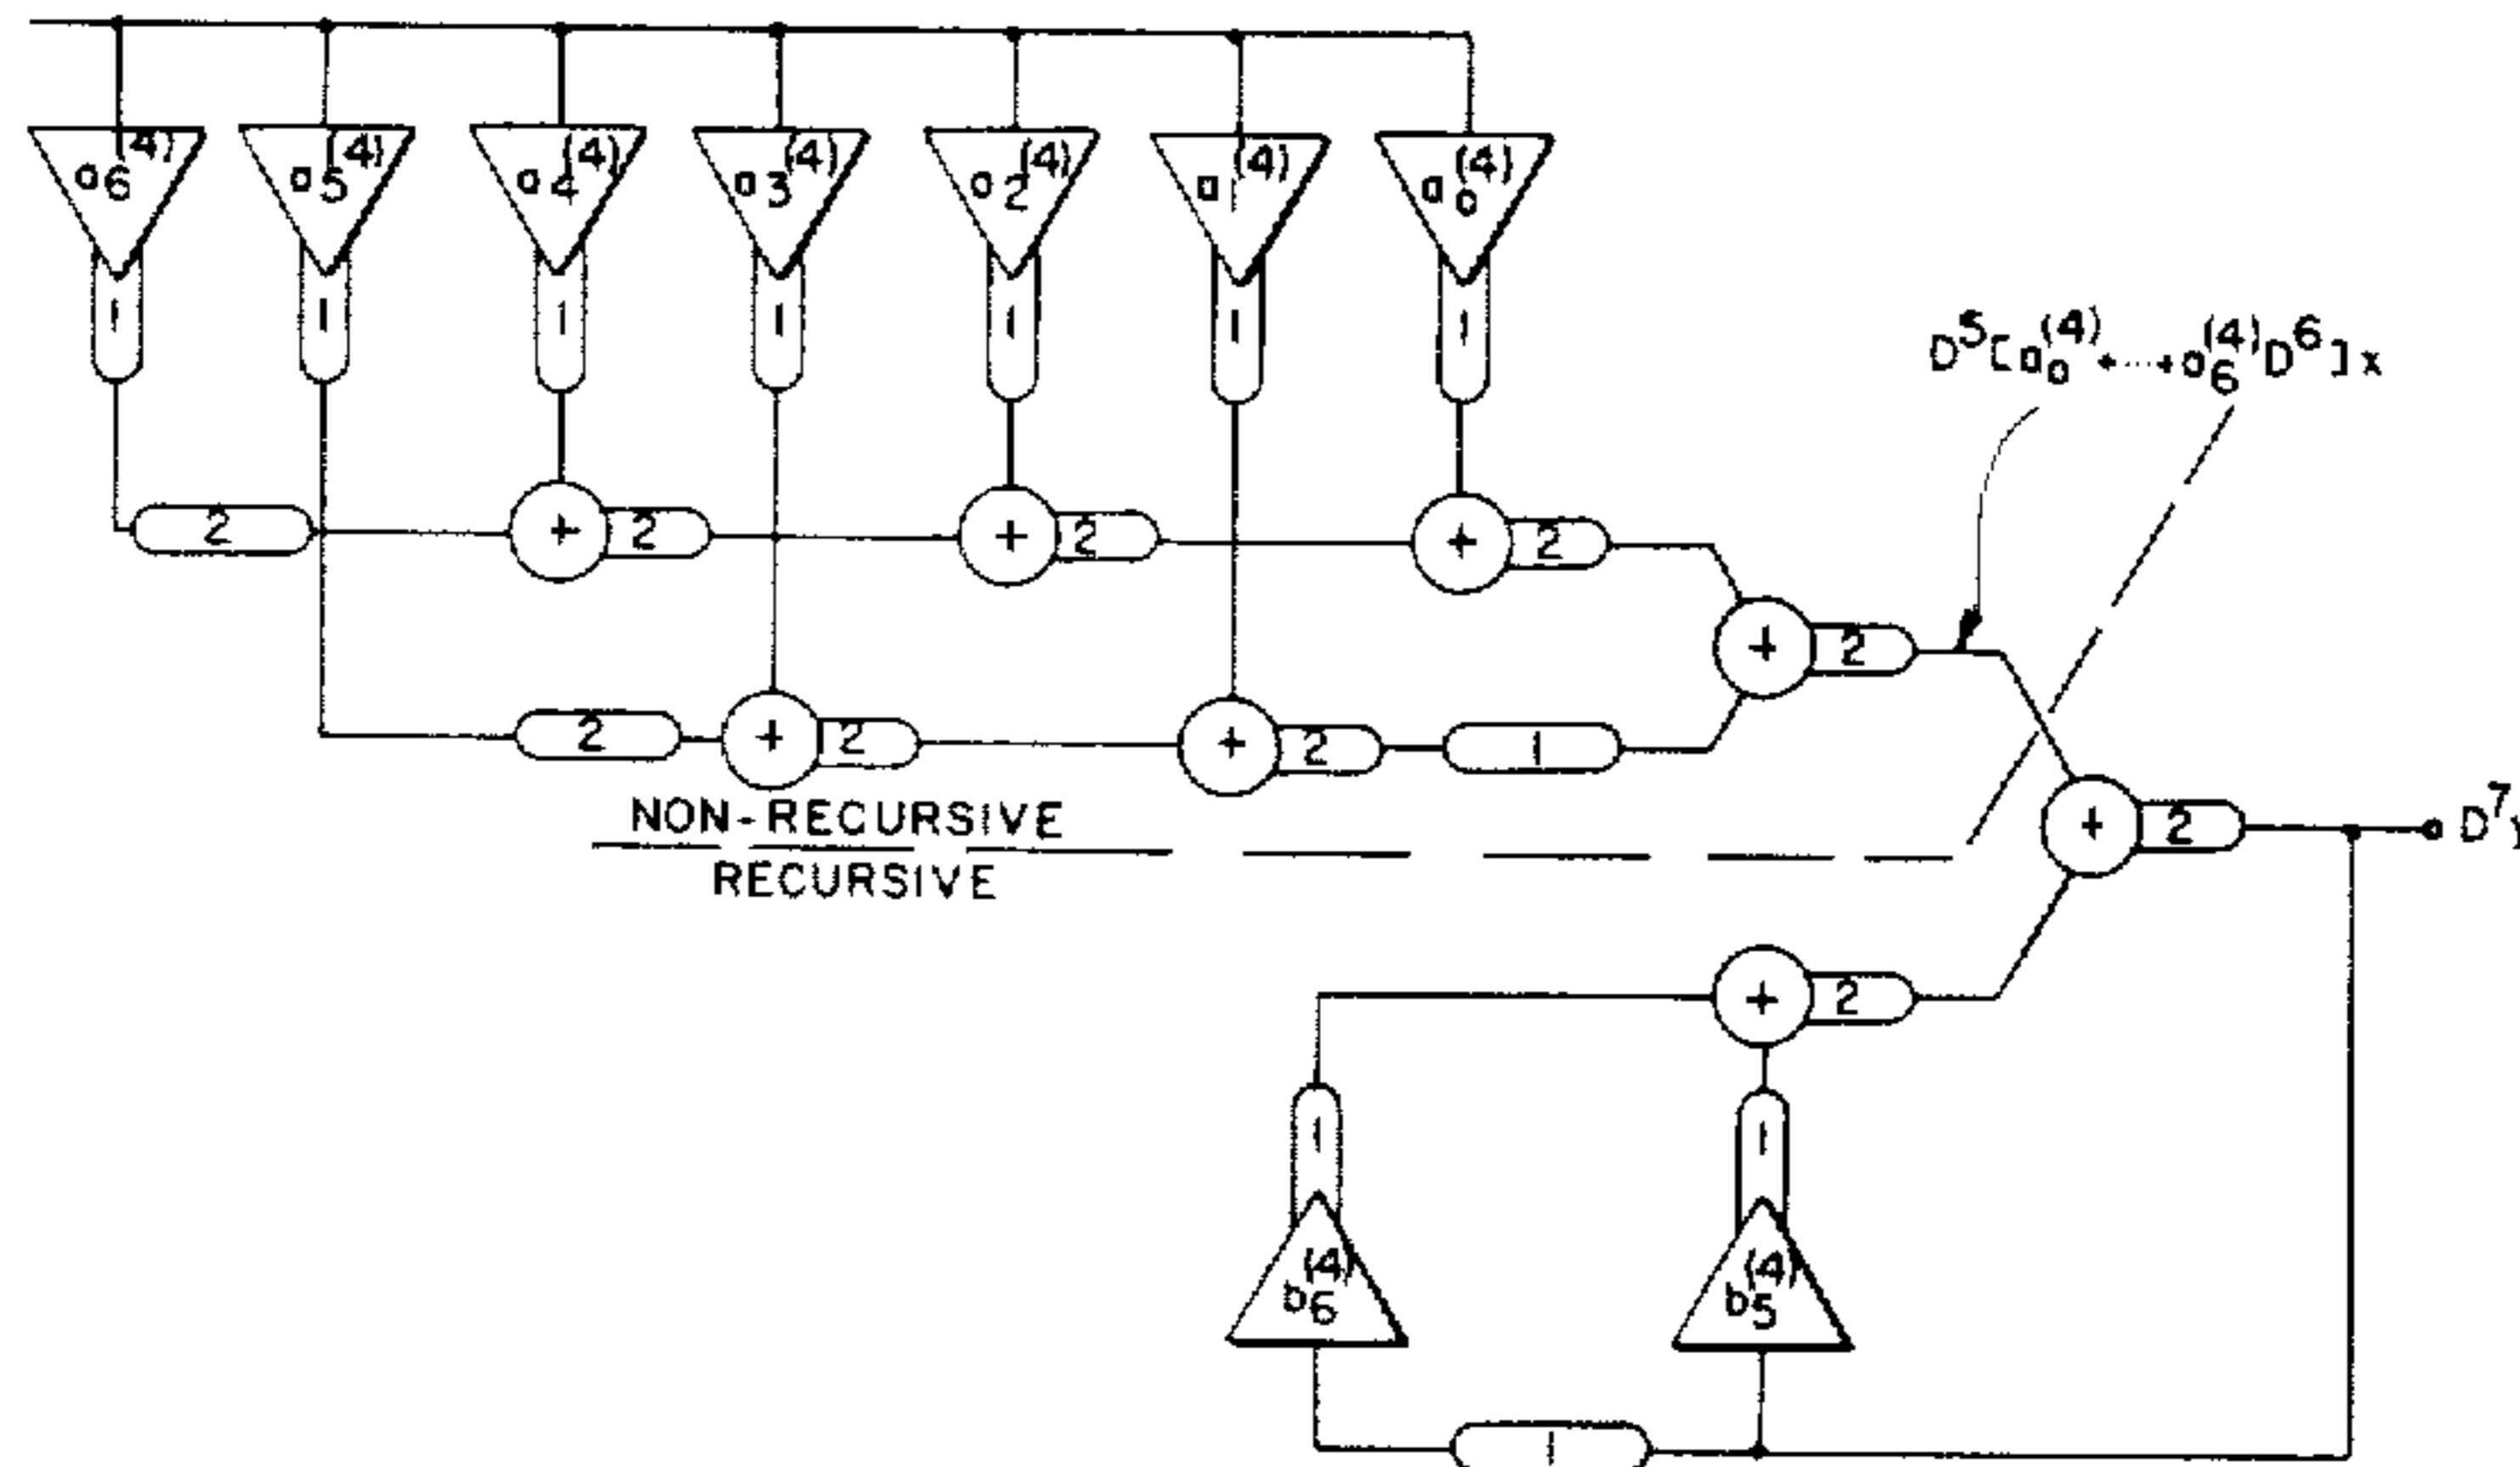 a6(4) a5(4) a4(4) a3(4) a2(4) a1(4) a0(4)
1 1 1 1 1 1 1
D5[a0(4)+....+a6(4)D6]x
2 + 2 + 2 + 2
+ 2
2 + 2 + 2 1
NON-RECURSIVE
+ 2 D7y
RECURSIVE
+ 2
1 1
b6(4) b5(4)
1